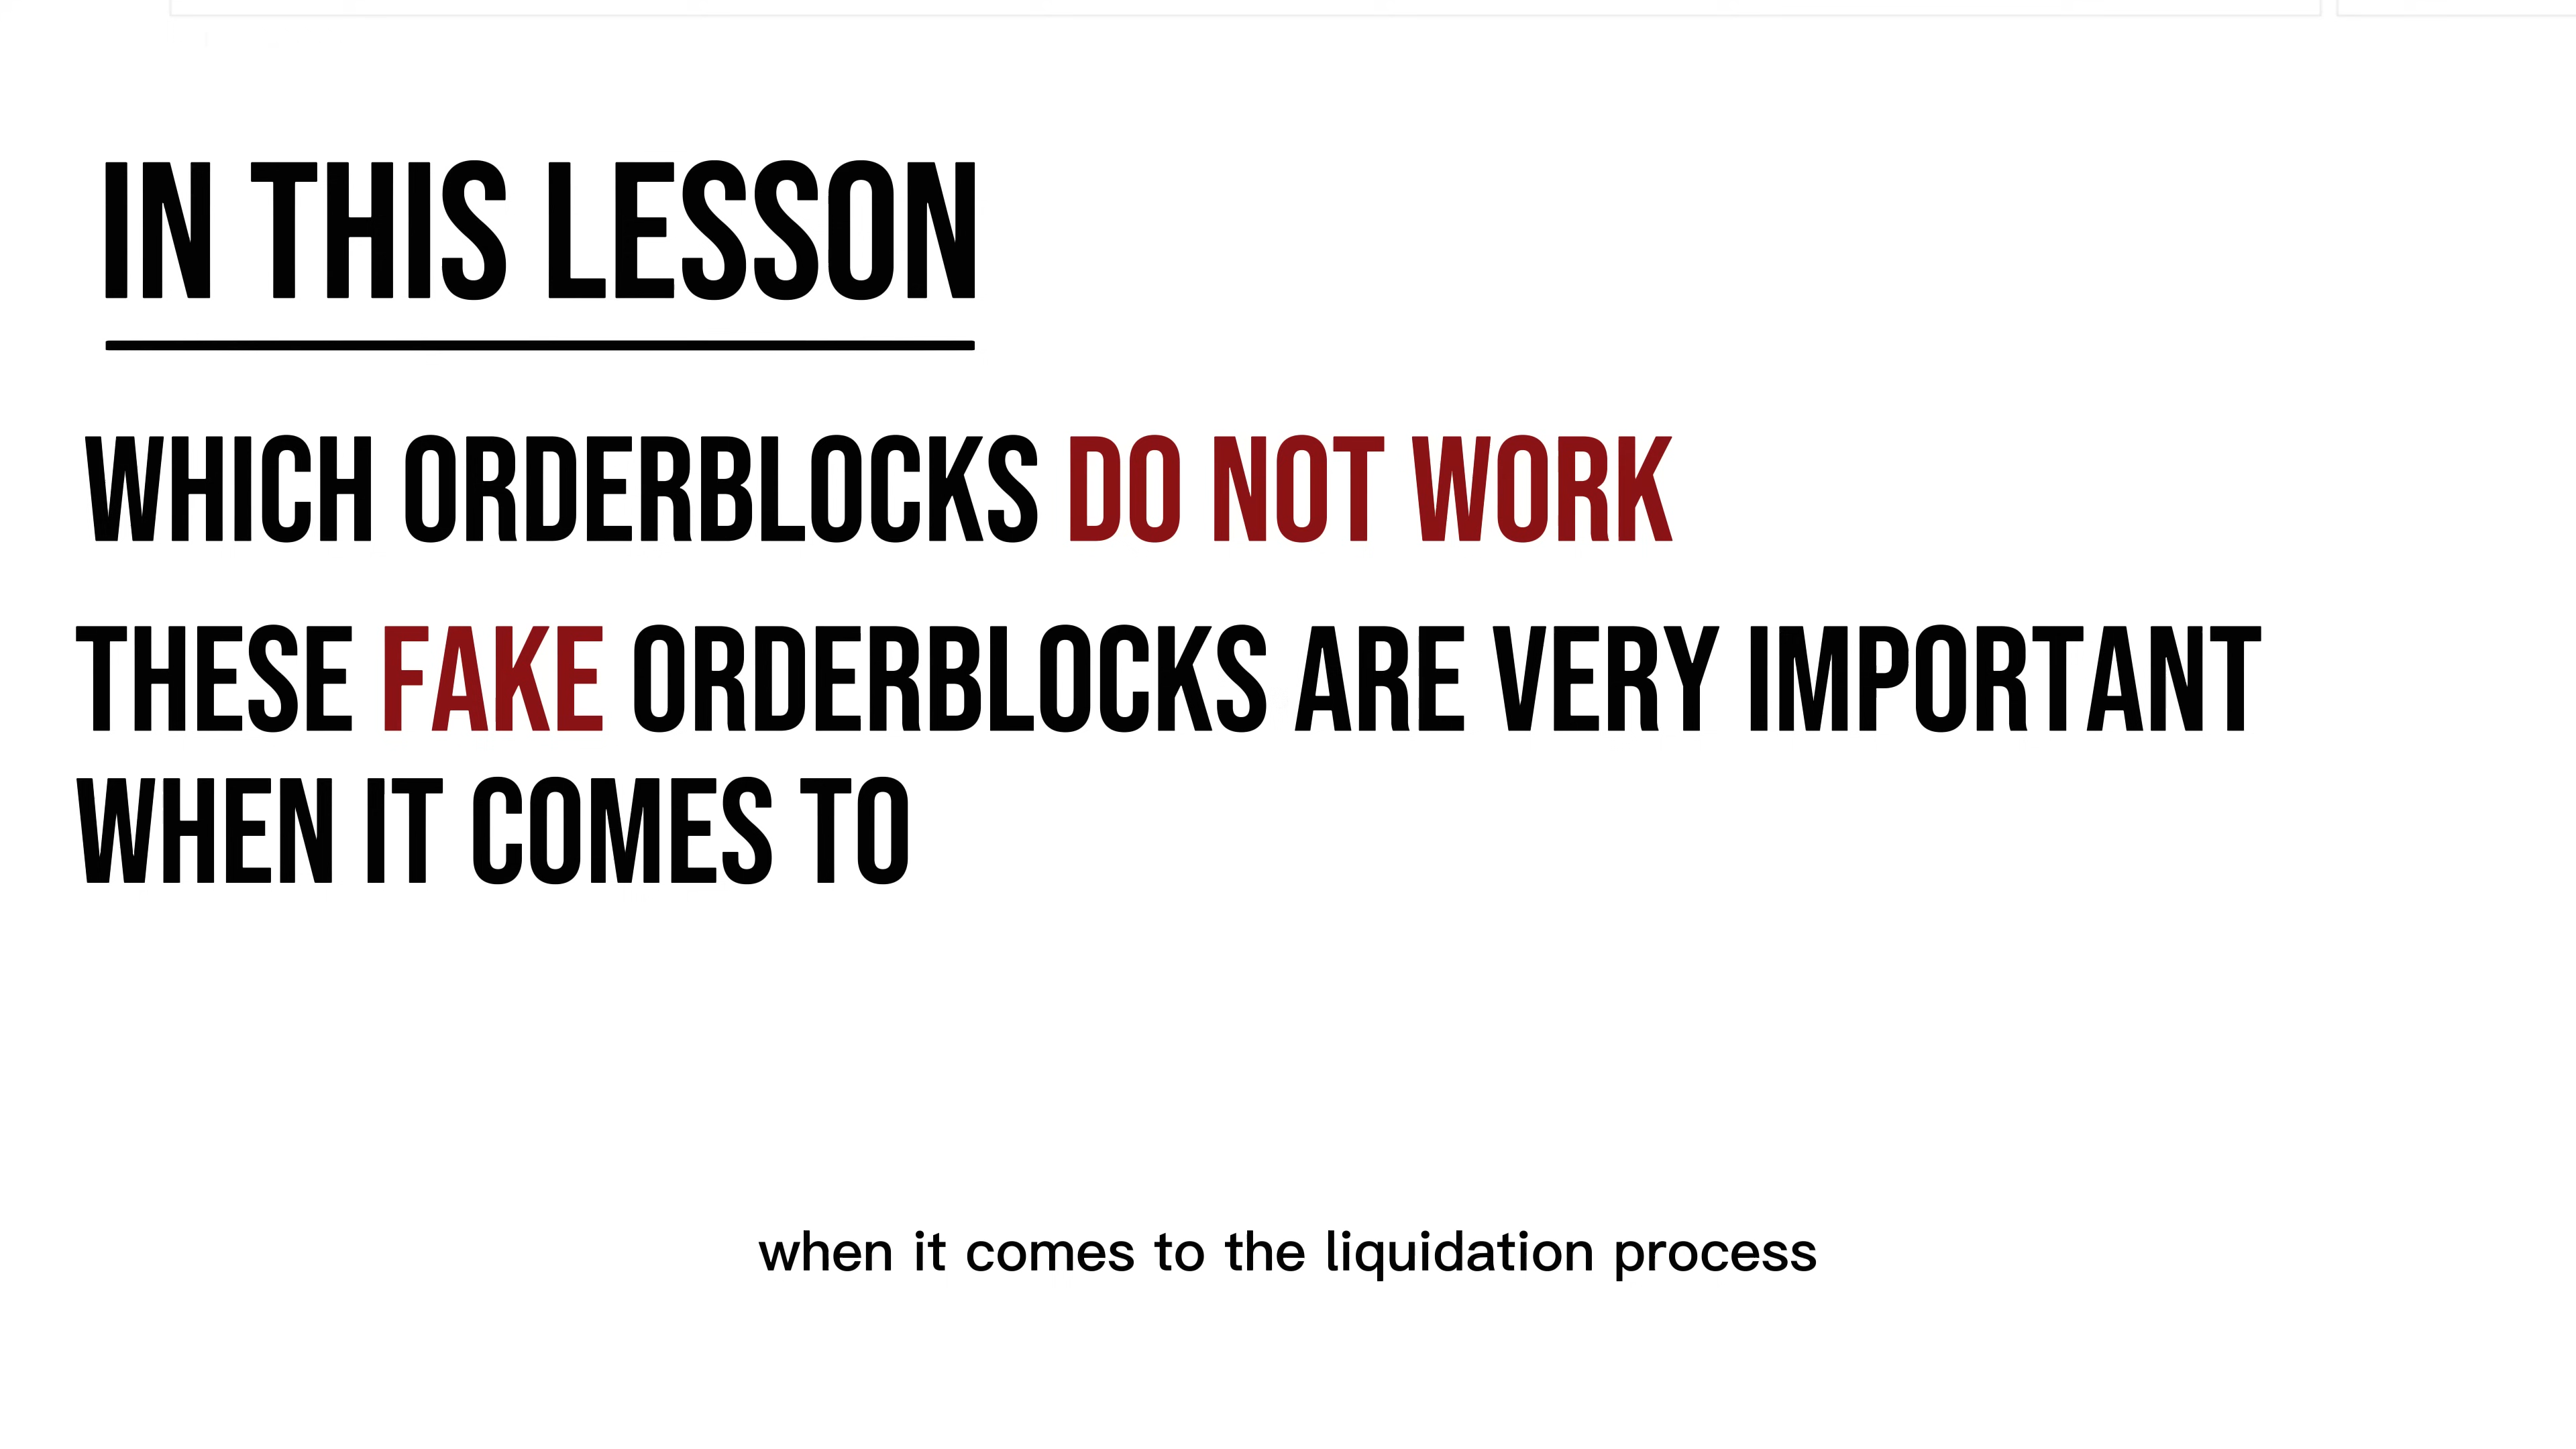 IN THIS LESSON
WHICH ORDERBLOCKS DO NOT WORK
THESE FAKE ORDERBLOCKS ARE VERY IMPORTANT
WHEN IT COMES TO
when it comes to the liquidation process